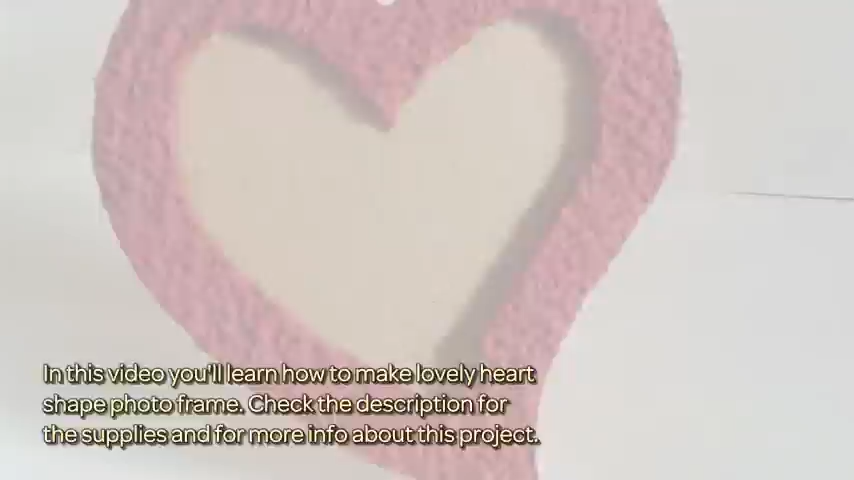 In this video you'll learn how to make lovely heart
shape photo frame. Check the description for
the supplies and for more info about this project.